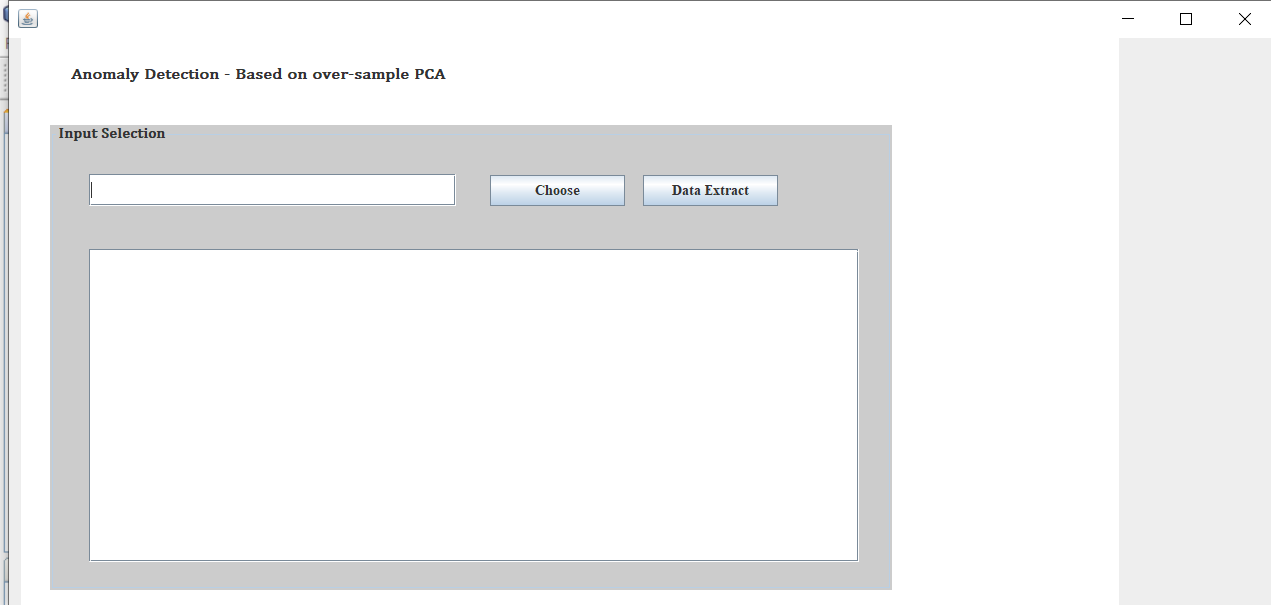 Anomaly Detection - Based on over-sample PCA
Input Selection
Choose
Data Extract